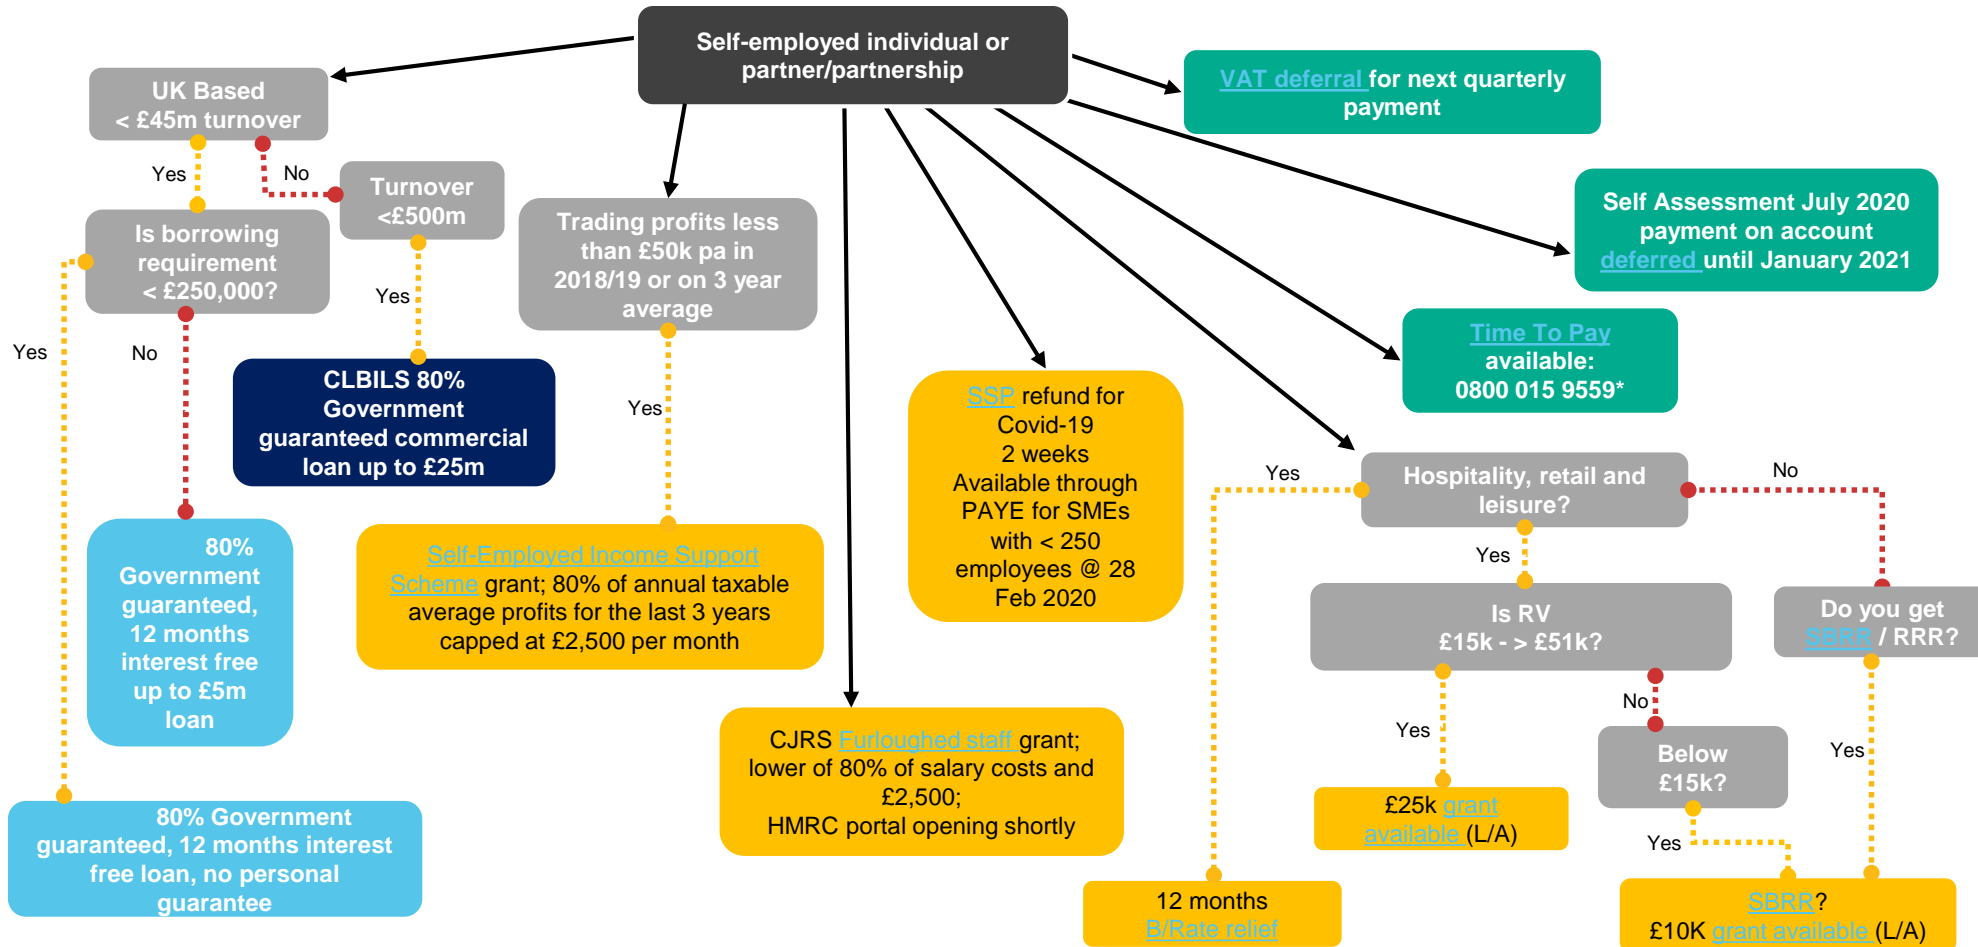 Self-employed individual or
partner/partnership
UK Based
< £45m turnover
Yes
No
Turnover
<£500m
Is borrowing
requirement
< £250,000?
Yes
No
Yes
CLBILS 80%
Government
guaranteed commercial
loan up to £25m
80%
Government
guaranteed,
12 months
interest free
up to £5m
loan
80% Government
guaranteed, 12 months interest
free loan, no personal
guarantee
Trading profits less
than £50k pa in
2018/19 or on 3 year
average
Yes
Self-Employed Income Support
Scheme grant; 80% of annual taxable
average profits for the last 3 years
capped at £2,500 per month
CJRS Furloughed staff grant;
lower of 80% of salary costs and
£2,500;
HMRC portal opening shortly
SSP refund for
Covid-19
2 weeks
Available through
PAYE for SMEs
with < 250
employees @ 28
Feb 2020
VAT deferral for next quarterly
payment
Self Assessment July 2020
payment on account
deferred until January 2021
Time To Pay
available:
0800 015 9559*
Hospitality, retail and
leisure?
Yes
No
Yes
Is RV
£15k - > £51k?
Do you get
SBRR / RRR?
Yes
No
Below
£15k?
Yes
Yes
£25k grant
available (L/A)
12 months
B/Rate relief
SBRR?
£10K grant available (L/A)